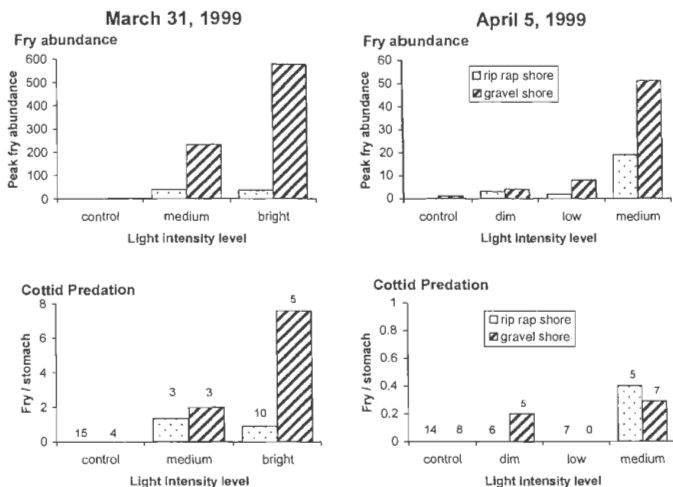 March 31, 1999
Fry abundance
Peak fry abundance
600
500
400
300
200
100
0
control medium bright
Light intensity level
April 5, 1999
Fry abundance
Peak fry abundance
60
50
40
30
20
10
0
rip rap shore
gravel shore
control dim low medium
Light intensity level
Cottid Predation
Fry / stomach
8
6
4
2
0
15 4 3 3 10 5
control medium bright
Light intensity level
Cottid Predation
Fry / stomach
1
0.8
0.6
0.4
0.2
0
rip rap shore
gravel shore
14 8 6 5 7 0 5 7
control dim low medium
Light intensity level